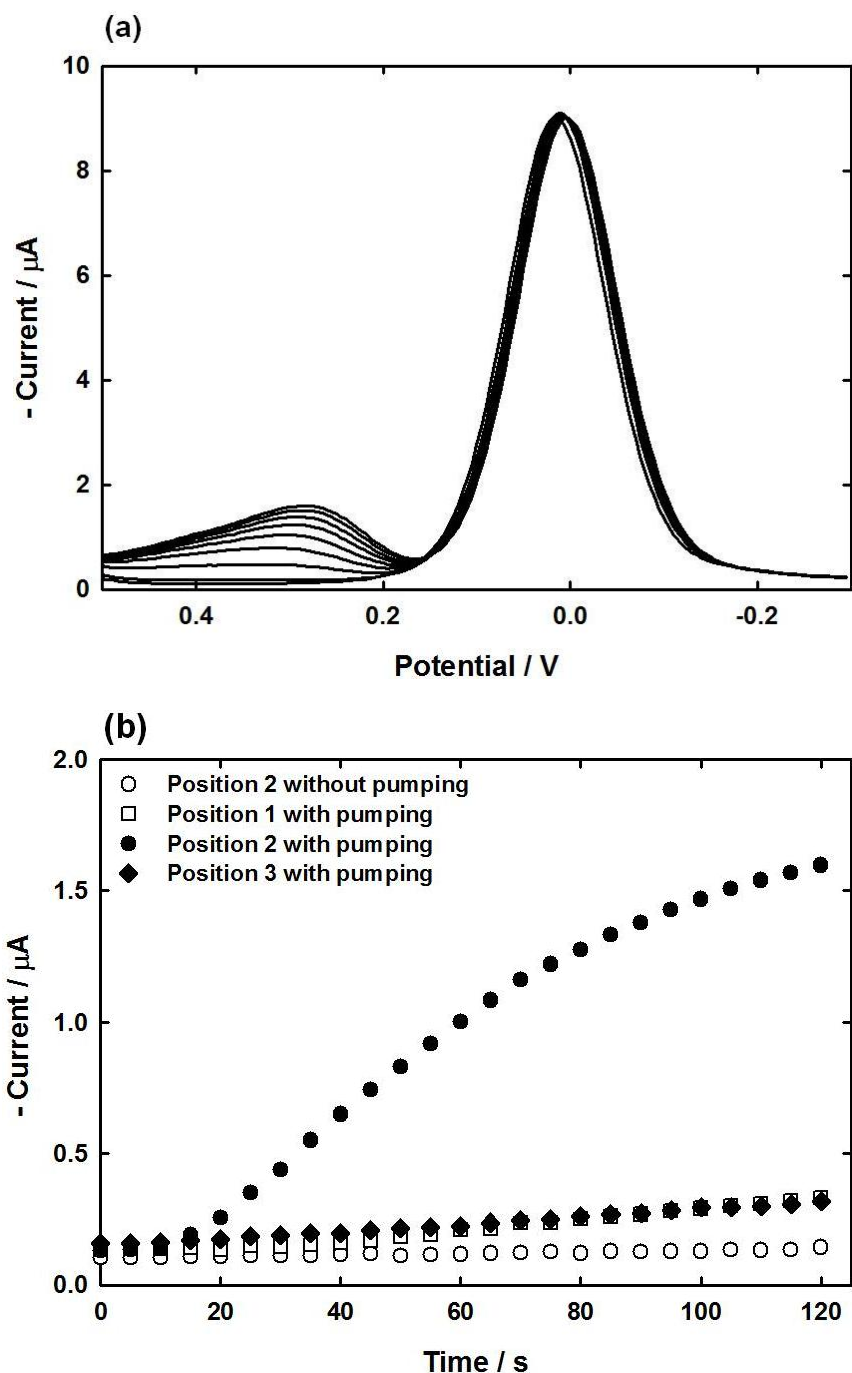 (a)
10
8
6
4
2
0
- Current / μA
0.4 0.2 0.0 -0.2
Potential / V
(b)
2.0
1.5
1.0
0.5
0.0
- Current / μA
Position 2 without pumping
Position 1 with pumping
Position 2 with pumping
Position 3 with pumping
0 20 40 60 80 100 120
Time / s